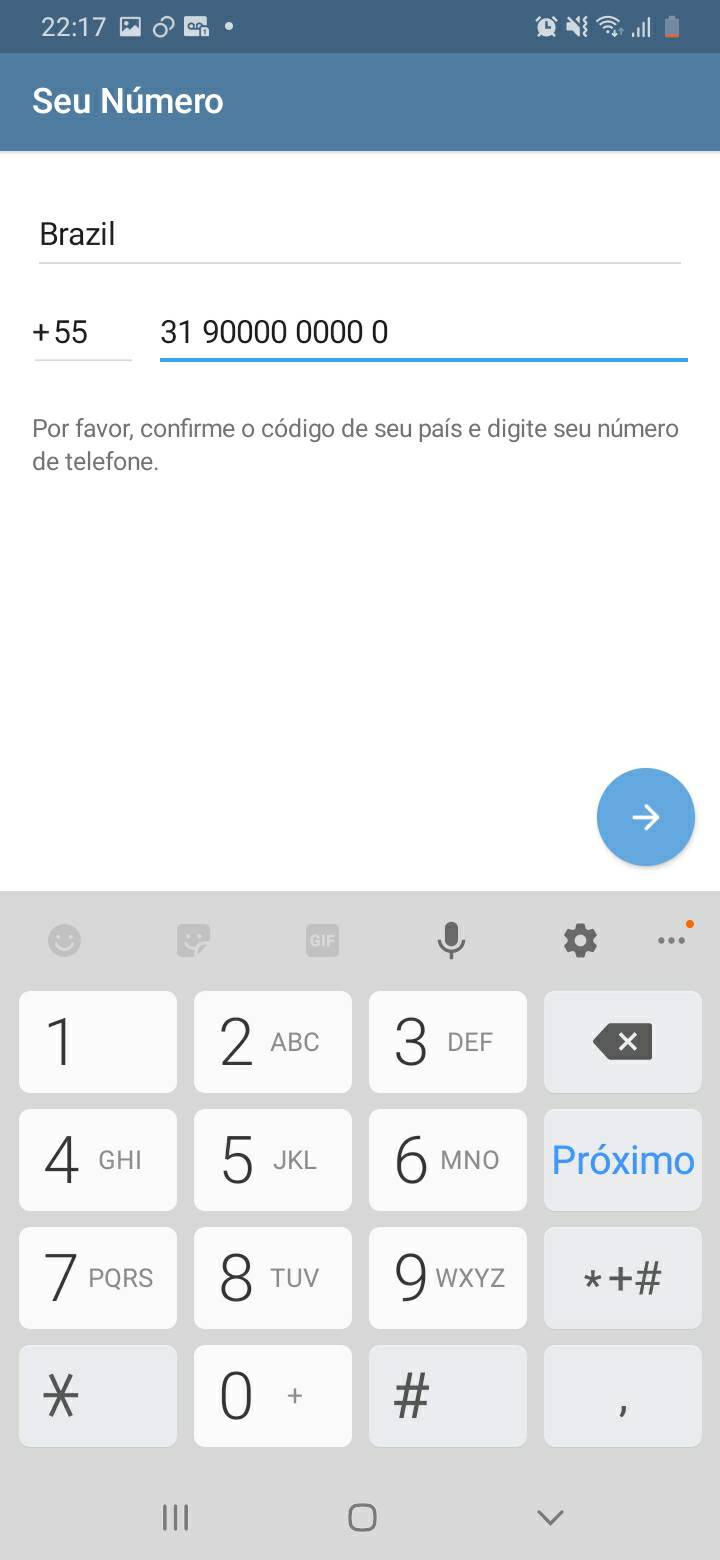 22:17
Seu Número
Brazil
+55 31 90000 0000 0
Por favor, confirme o código de seu país e digite seu número
de telefone.
GIF
1 2 ABC 3 DEF
4 GHI 5 JKL 6 MNO Próximo
7 PQRS 8 TUV 9 WXYZ *+#
* 0 + # ,